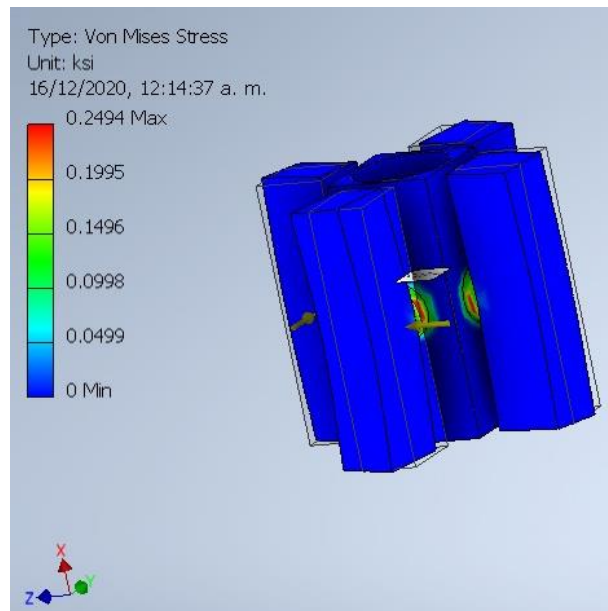 Type: Von Mises Stress
Unit: ksi
16/12/2020, 12:14:37 a. m.
0.2494 Max
0.1995
0.1496
0.0998
0.0499
0 Min
X
Y
Z